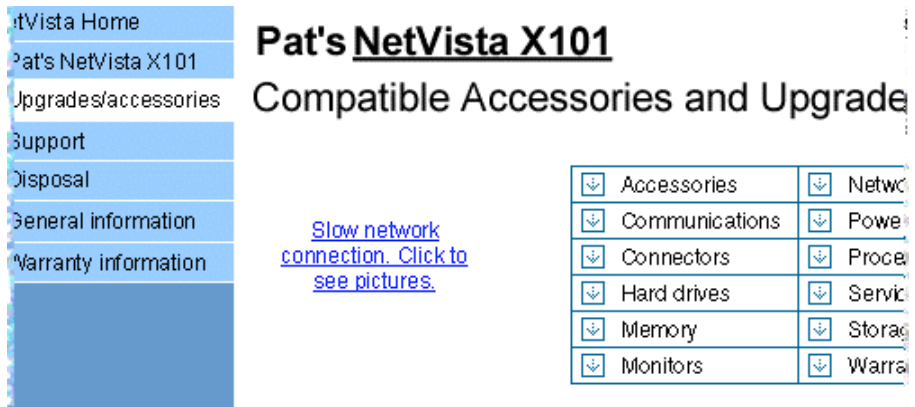 tVista Home
Pat's NetVista X101
Upgrades/accessories
Support
Disposal
General information
Warranty information
Pat's NetVista X101
Compatible Accessories and Upgrade
Slow network
connection. Click to
see pictures.
Accessories
Communications
Connectors
Hard drives
Memory
Monitors
Netwo
Powe
Proce
Servic
Storag
Warra